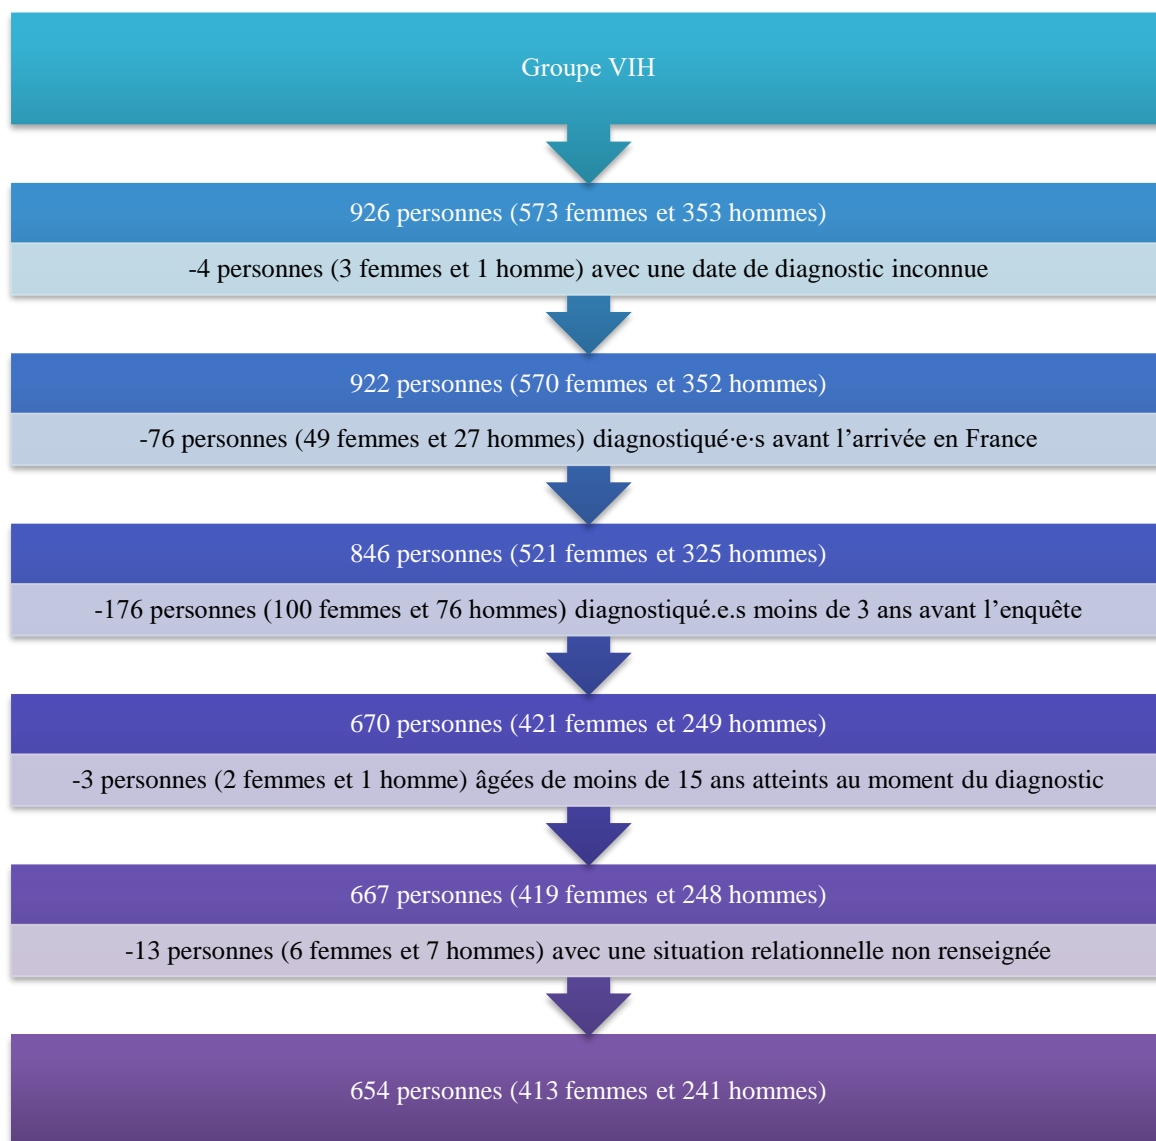 Groupe VIH
926 personnes (573 femmes et 353 hommes)
-4 personnes (3 femmes et 1 homme) avec une date de diagnostic inconnue
922 personnes (570 femmes et 352 hommes)
-76 personnes (49 femmes et 27 hommes) diagnostiqué·e·s avant l’arrivée en France
846 personnes (521 femmes et 325 hommes)
-176 personnes (100 femmes et 76 hommes) diagnostiqué.e.s moins de 3 ans avant l’enquête
670 personnes (421 femmes et 249 hommes)
-3 personnes (2 femmes et 1 homme) âgées de moins de 15 ans atteints au moment du diagnostic
667 personnes (419 femmes et 248 hommes)
-13 personnes (6 femmes et 7 hommes) avec une situation relationnelle non renseignée
654 personnes (413 femmes et 241 hommes)